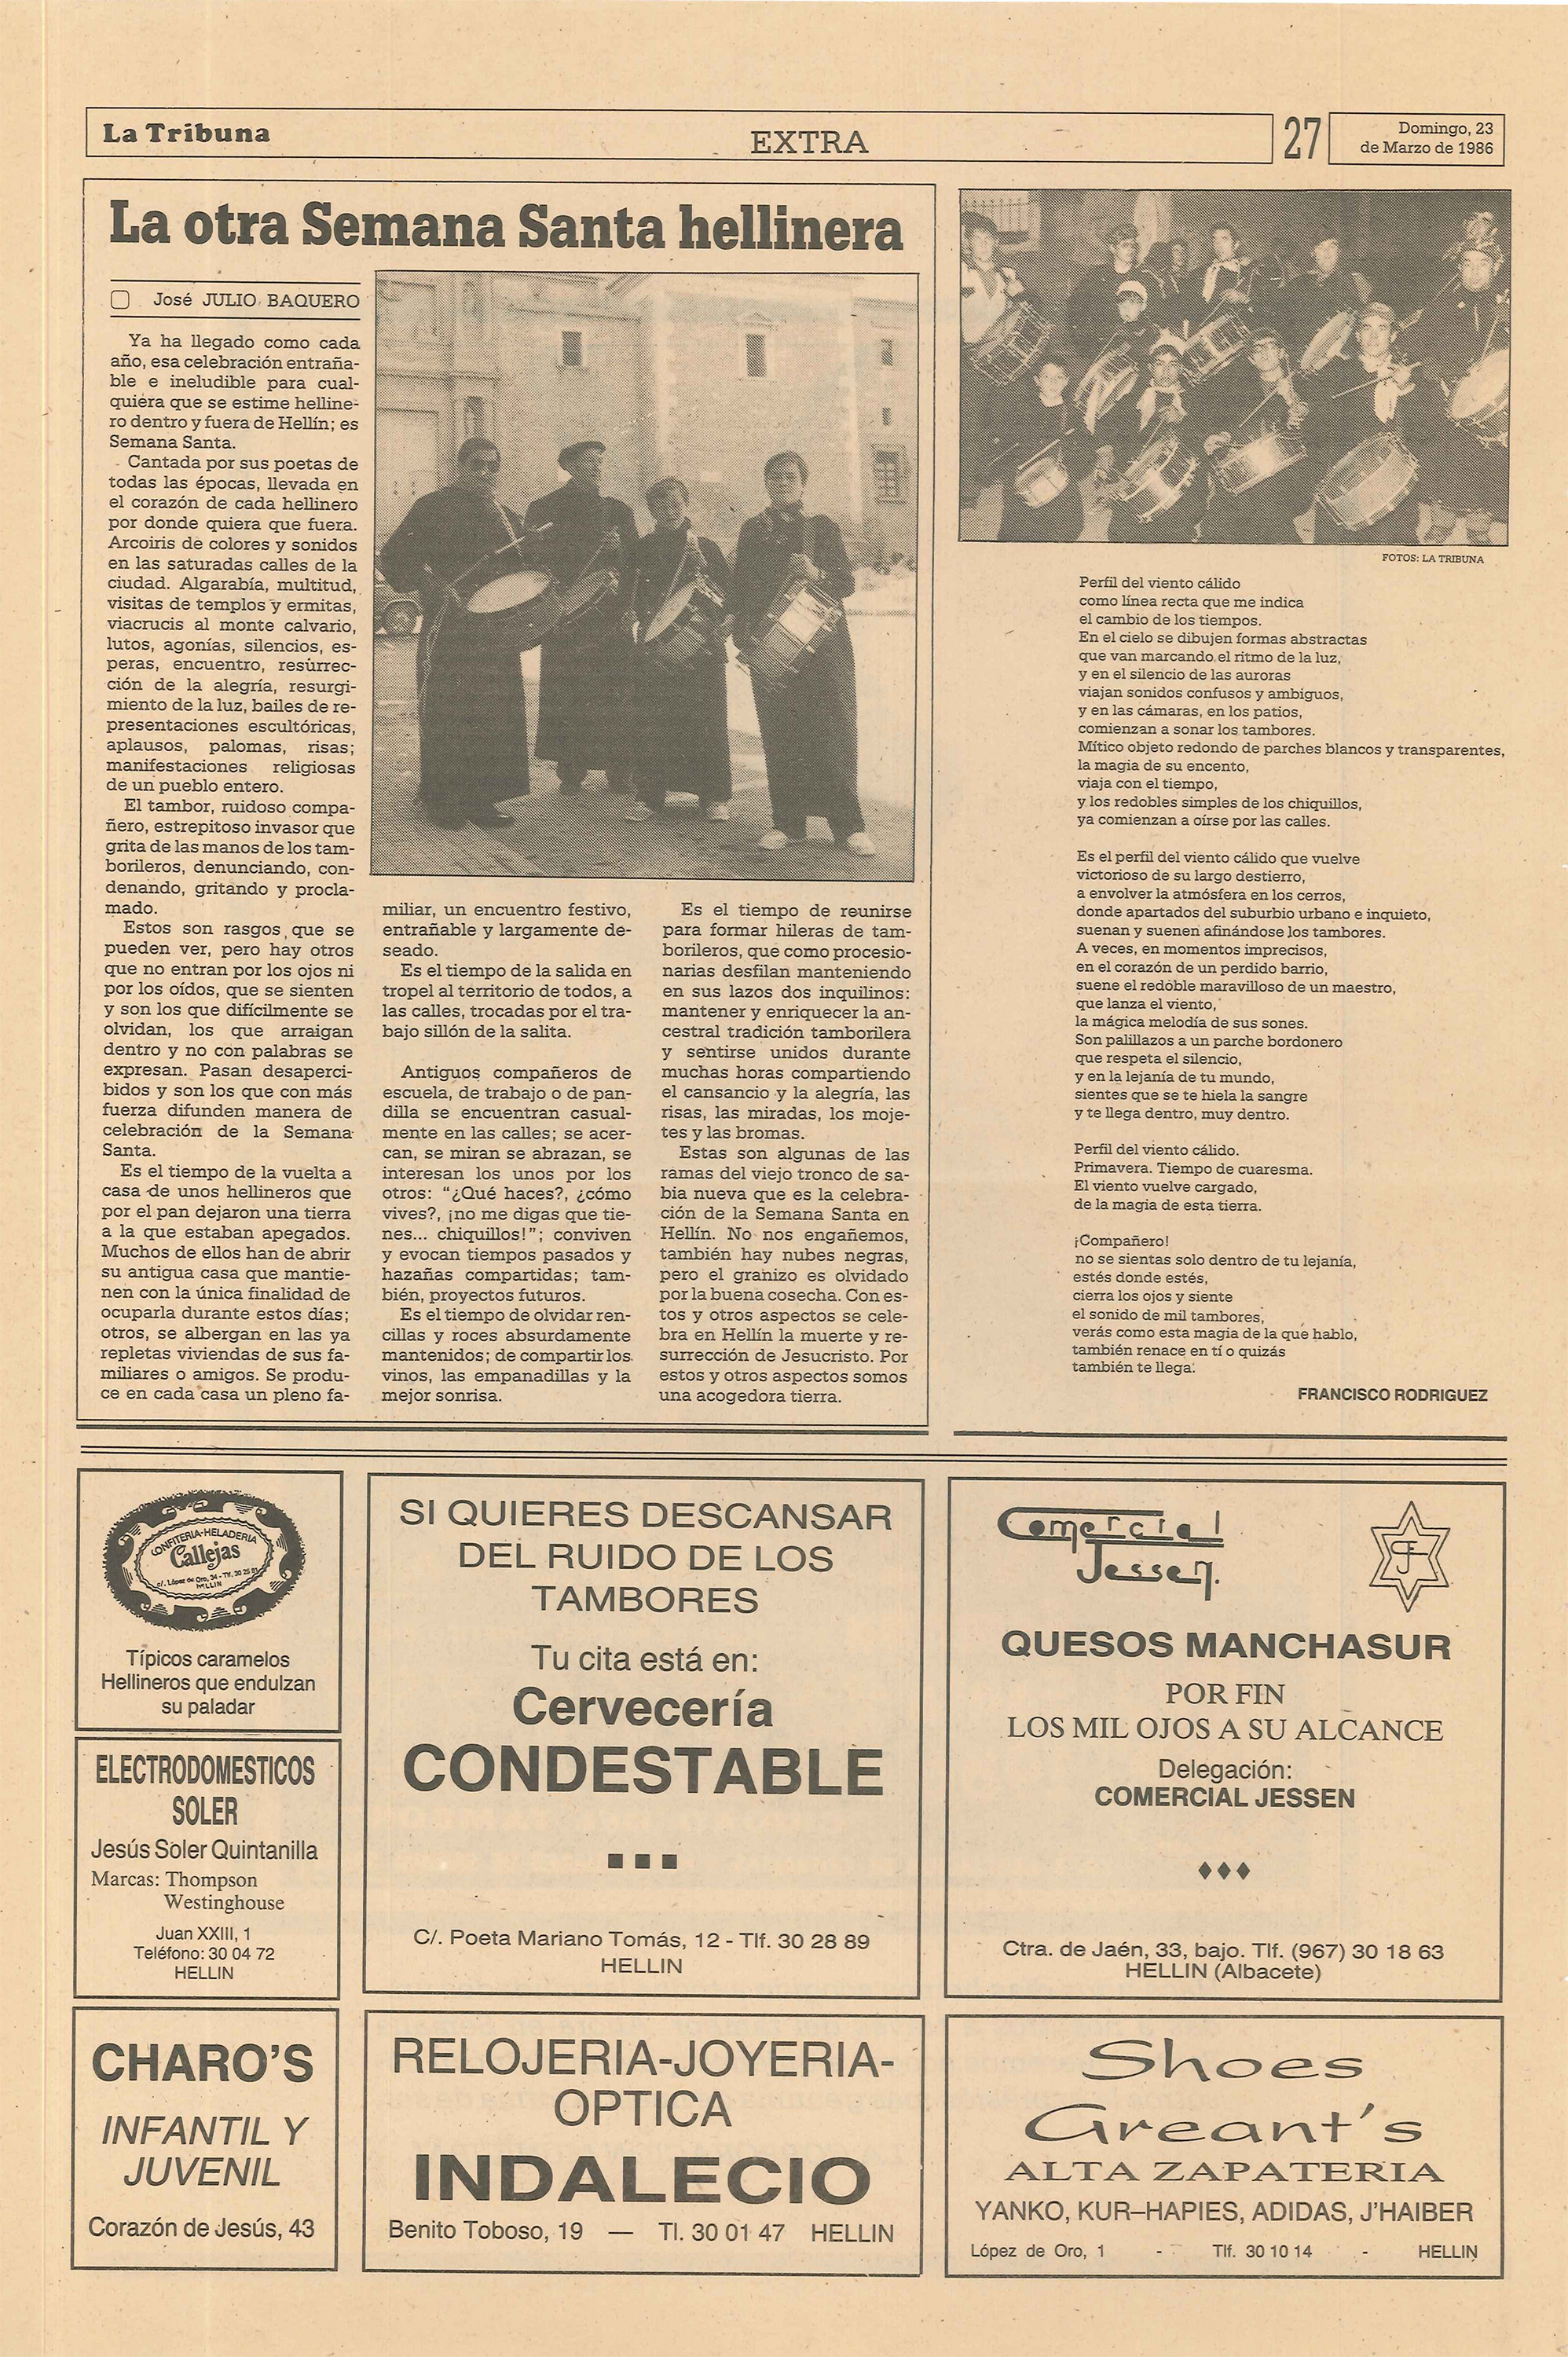 La Tribuna
EXTRA
27
Domingo, 23
de Marzo de 1986
La otra Semana Santa hellinera
José JULIO BAQUERO
Ya ha llegado como cada
año, esa celebración entraña-
ble e ineludible para cual-
quiera que se estime helline-
ro dentro y fuera de Hellín; es
Semana Santa.
Cantada por sus poetas de
todas las épocas, llevada en
el corazón de cada hellinero
por donde quiera que fuera.
Arcoiris de colores y sonidos
en las saturadas calles de la
ciudad. Algarabía, multitud,
visitas de templos y ermitas,
viacrucis al monte calvario,
lutos, agonías, silencios, es-
peras, encuentro, resurrec-
ción de la alegría, resurgi-
miento de la luz, bailes de re-
presentaciones escultóricas,
aplausos, palomas, risas;
manifestaciones religiosas
de un pueblo entero.
El tambor, ruidoso compa-
ñero, estrepitoso invasor que
grita de las manos de los tam-
borileros, denunciando, con-
denando, gritando y procla-
mado.
Estos son rasgos que se
pueden ver, pero hay otros
que no entran por los ojos ni
por los oídos, que se sienten
y son los que difícilmente se
olvidan, los que arraigan
dentro y no con palabras se
expresan. Pasan desaperci-
bidos y son los que con más
fuerza difunden manera de
celebración de la Semana
Santa.
Es el tiempo de la vuelta a
casa de unos hellineros que
por el pan dejaron una tierra
a la que estaban apegados.
Muchos de ellos han de abrir
su antigua casa que mantie-
nen con la única finalidad de
ocuparla durante estos días;
otros, se albergan en las ya
repletas viviendas de sus fa-
miliares o amigos. Se produ-
ce en cada casa un pleno fa-
miliar, un encuentro festivo,
entrañable y largamente de-
seado.
Es el tiempo de la salida en
tropel al territorio de todos, a
las calles, trocadas por el tra-
bajo sillón de la salita.
Antiguos compañeros de
escuela, de trabajo o de pan-
dilla se encuentran casual-
mente en las calles; se acer-
can, se miran se abrazan, se
interesan los unos por los
otros: "¿Qué haces?, ¿cómo
vives?, ¡no me digas que tie-
nes... chiquillos!"; conviven
y evocan tiempos pasados y
hazañas compartidas; tam-
bién, proyectos futuros.
Es el tiempo de olvidar ren-
cillas y roces absurdamente
mantenidos; de compartir los
vinos, las empanadillas y la
mejor sonrisa.
Es el tiempo de reunirse
para formar hileras de tam-
borileros, que como procesio-
narias desfilan manteniendo
en sus lazos dos inquilinos:
mantener y enriquecer la an-
cestral tradición tamborilera
y sentirse unidos durante
muchas horas compartiendo
el cansancio y la alegría, las
risas, las miradas, los moje-
tes y las bromas.
Estas son algunas de las
ramas del viejo tronco de sa-
bia nueva que es la celebra-
ción de la Semana Santa en
Hellín. No nos engañemos,
también hay nubes negras,
pero el granizo es olvidado
por la buena cosecha. Con es-
tos y otros aspectos se cele-
bra en Hellín la muerte y re-
surrección de Jesucristo. Por
estos y otros aspectos somos
una acogedora tierra.
FOTOS: LA TRIBUNA
Perfil del viento cálido
como línea recta que me indica
el cambio de los tiempos.
En el cielo se dibujen formas abstractas
que van marcando el ritmo de la luz,
y en el silencio de las auroras
viajan sonidos confusos y ambiguos,
y en las cámaras, en los patios,
comienzan a sonar los tambores.
Mítico objeto redondo de parches blancos y transparentes,
la magia de su encento,
viaja con el tiempo,
y los redobles simples de los chiquillos,
ya comienzan a oírse por las calles.
Es el perfil del viento cálido que vuelve
victorioso de su largo destierro,
a envolver la atmósfera en los cerros,
donde apartados del suburbio urbano e inquieto,
suenan y suenen afinándose los tambores.
A veces, en momentos imprecisos,
en el corazón de un perdido barrio,
suene el redoble maravilloso de un maestro,
que lanza el viento,
la mágica melodía de sus sones.
Son palillazos a un parche bordonero
que respeta el silencio,
y en la lejanía de tu mundo,
sientes que se te hiela la sangre
y te llega dentro, muy dentro.
Perfil del viento cálido.
Primavera. Tiempo de cuaresma.
El viento vuelve cargado,
de la magia de esta tierra.
¡Compañero!
no se sientas solo dentro de tu lejanía,
estés donde estés,
cierra los ojos y siente
el sonido de mil tambores,
verás como esta magia de la que hablo,
también renace en tí o quizás
también te llega.
FRANCISCO RODRIGUEZ
CONFITERIA-HELADERIA
Callejas
c/. López de Oro, 34 - Tlf. 30 26 81
HELLIN
Típicos caramelos
Hellineros que endulzan
su paladar
SI QUIERES DESCANSAR
DEL RUIDO DE LOS
TAMBORES
Tu cita está en:
Cervecería
CONDESTABLE
C/. Poeta Mariano Tomás, 12 - Tlf. 30 28 89
HELLIN
Comercial
Jessen.
QUESOS MANCHASUR
POR FIN
LOS MIL OJOS A SU ALCANCE
Delegación:
COMERCIAL JESSEN
Ctra. de Jaén, 33, bajo. Tlf. (967) 30 18 63
HELLIN (Albacete)
ELECTRODOMESTICOS
SOLER
Jesús Soler Quintanilla
Marcas: Thompson
Westinghouse
Juan XXIII, 1
Teléfono: 30 04 72
HELLIN
CHARO'S
INFANTIL Y
JUVENIL
Corazón de Jesús, 43
RELOJERIA-JOYERIA-
OPTICA
INDALECIO
Benito Toboso, 19 — Tl. 30 01 47 HELLIN
Shoes
Greant's
ALTA ZAPATERIA
YANKO, KUR–HAPIES, ADIDAS, J'HAIBER
López de Oro, 1 - Tlf. 30 10 14 - HELLIN